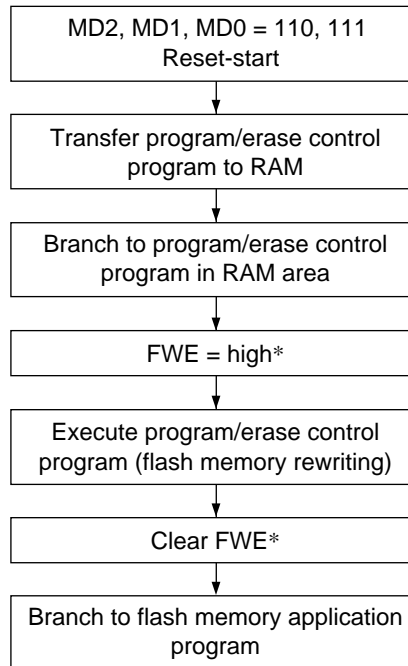 MD2, MD1, MD0 = 110, 111
Reset-start
Transfer program/erase control
program to RAM
Branch to program/erase control
program in RAM area
FWE = high*
Execute program/erase control
program (flash memory rewriting)
Clear FWE*
Branch to flash memory application
program